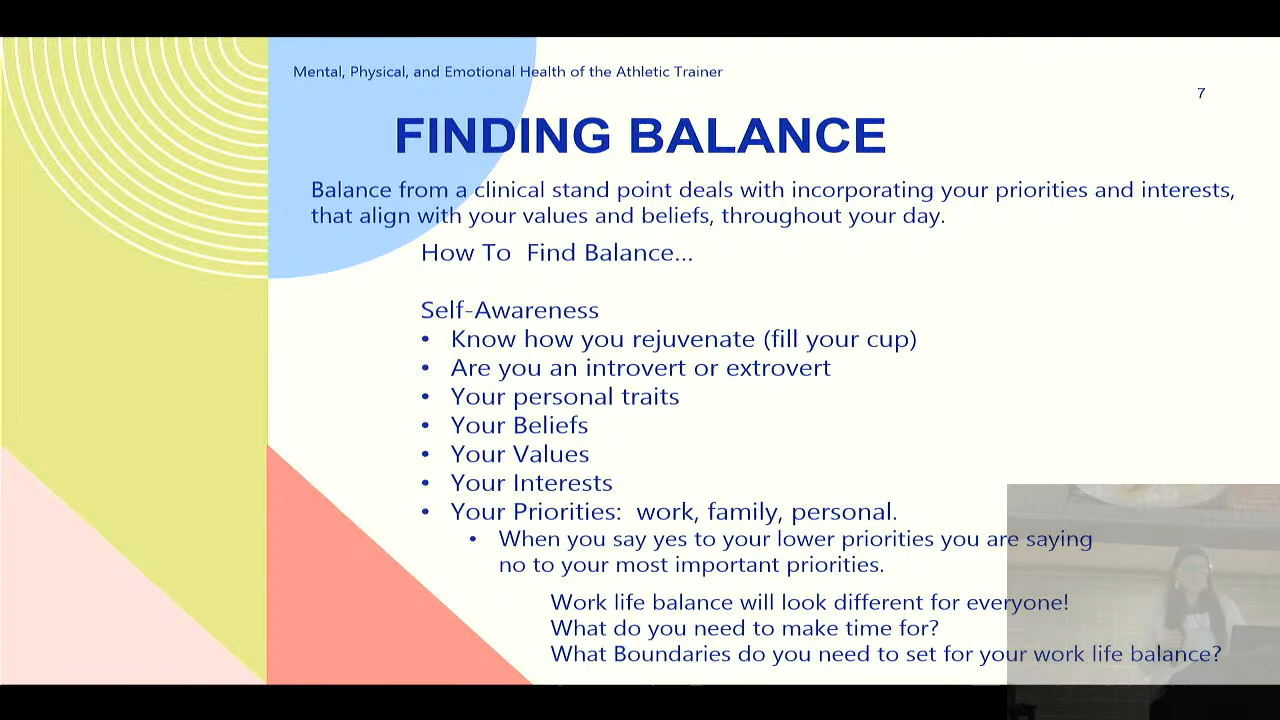 Mental, Physical, and Emotional Health of the Athletic Trainer
7
FINDING BALANCE
Balance from a clinical stand point deals with incorporating your priorities and interests,
that align with your values and beliefs, throughout your day.
How To  Find Balance...
Self-Awareness
• Know how you rejuvenate (fill your cup)
• Are you an introvert or extrovert
• Your personal traits
• Your Beliefs
• Your Values
• Your Interests
• Your Priorities:  work, family, personal.
• When you say yes to your lower priorities you are saying
no to your most important priorities.
Work life balance will look different for everyone!
What do you need to make time for?
What Boundaries do you need to set for your work life balance?